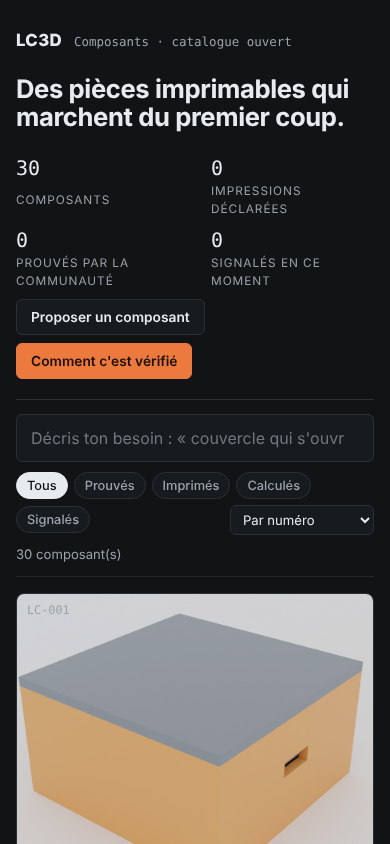 LC3D Composants · catalogue ouvert
Des pièces imprimables qui
marchent du premier coup.
30
COMPOSANTS
0
IMPRESSIONS
DÉCLARÉES
0
PROUVÉS PAR LA
COMMUNAUTÉ
0
SIGNALÉS EN CE
MOMENT
Proposer un composant
Comment c'est vérifié
Décris ton besoin : « couvercle qui s'ouvr
Tous Prouvés Imprimés Calculés
Signalés Par numéro
30 composant(s)
LC-001